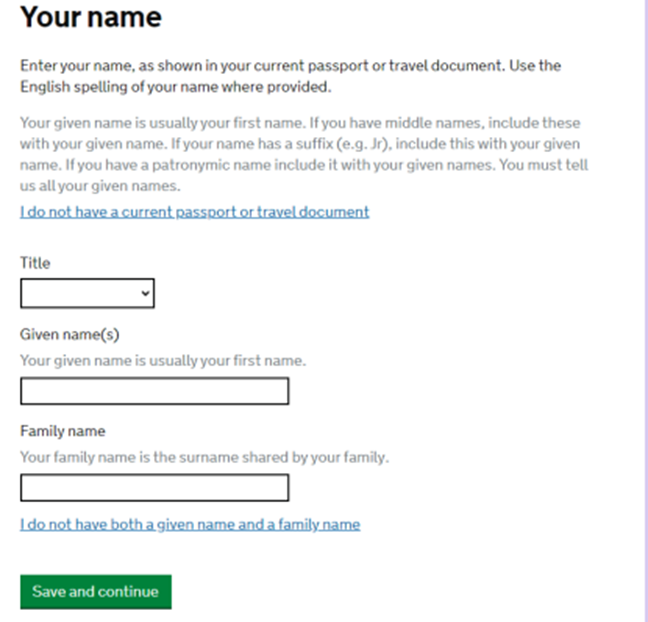 Your name
Enter your name, as shown in your current passport or travel document. Use the
English spelling of your name where provided.
Your given name is usually your first name. If you have middle names, include these
with your given name. If your name has a suffix (e.g. Jr), include this with your given
name. If you have a patronymic name include it with your given names. You must tell
us all your given names.
I do not have a current passport or travel document
Title
Given name(s)
Your given name is usually your first name.
Family name
Your family name is the surname shared by your family.
I do not have both a given name and a family name
Save and continue